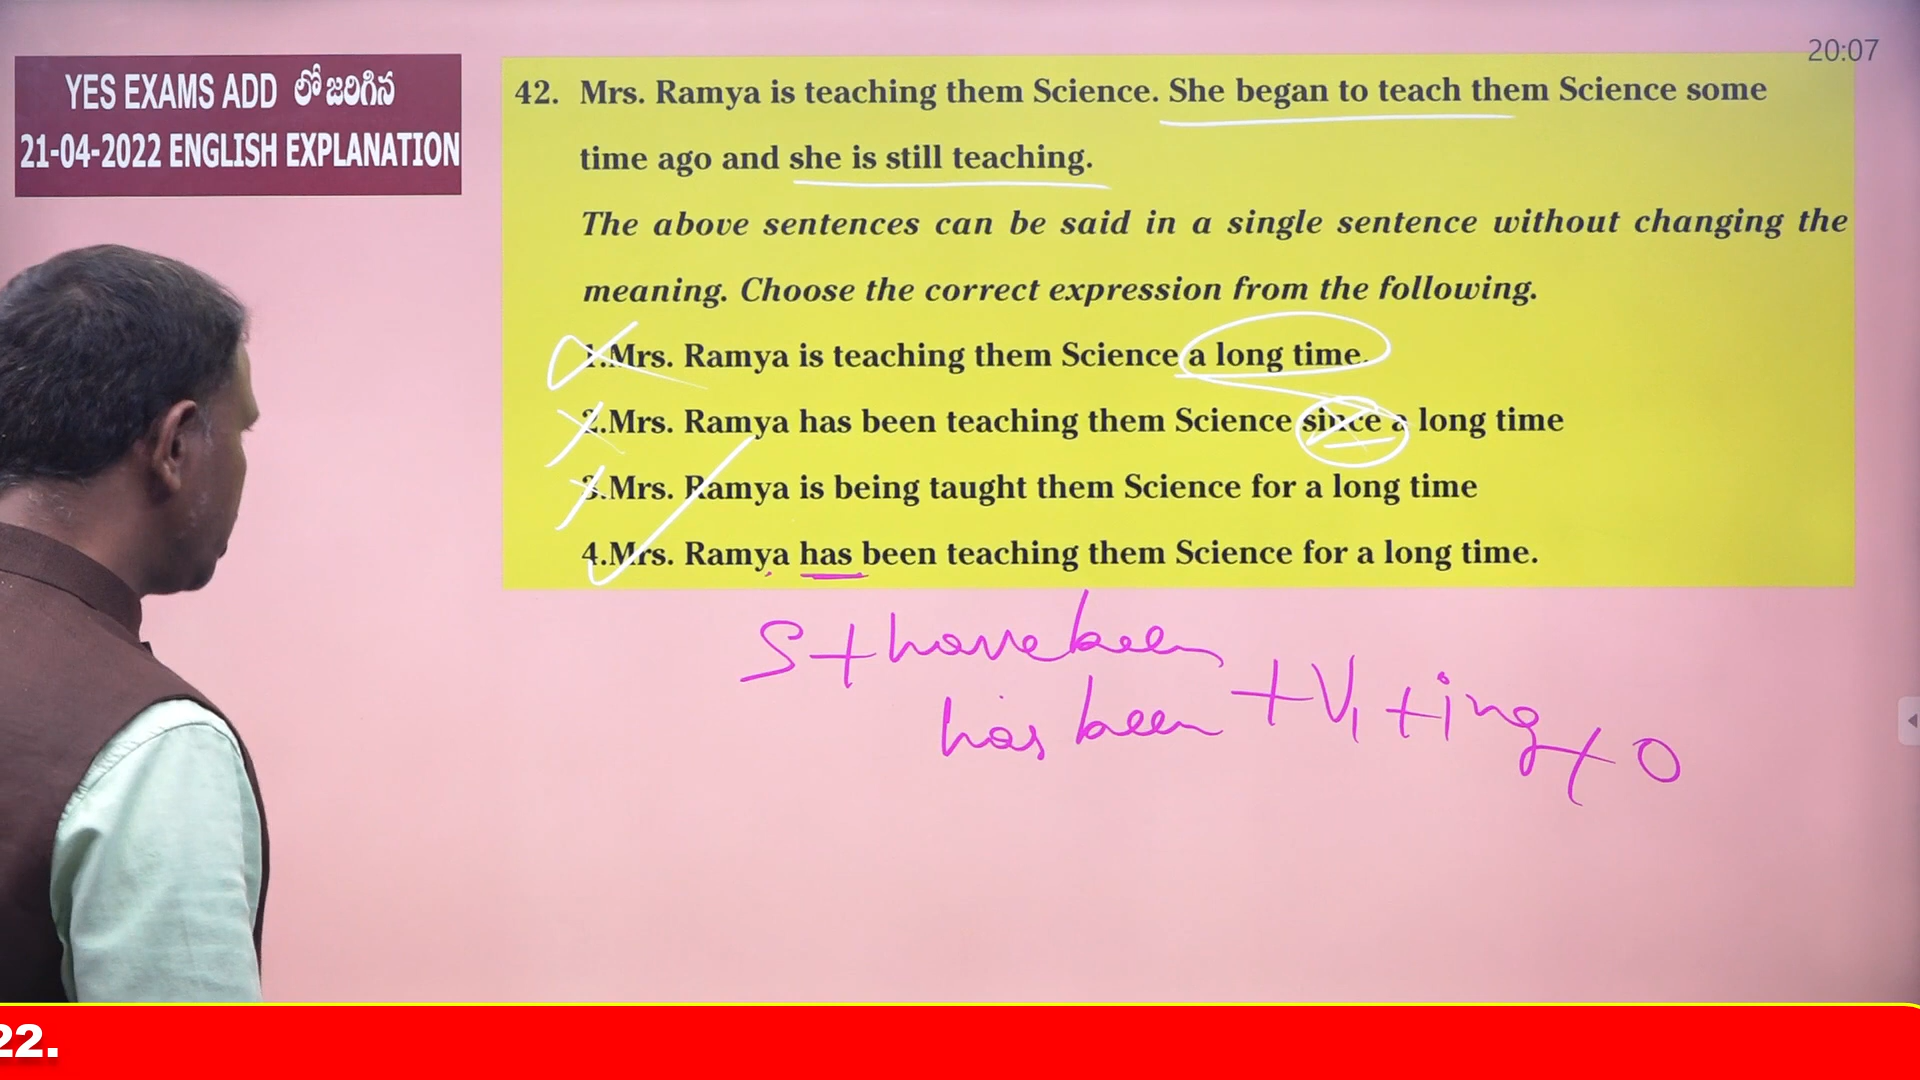 20:07
YES EXAMS ADD లో జరిగిన
21-04-2022 ENGLISH EXPLANATION
42. Mrs. Ramya is teaching them Science. She began to teach them Science some
time ago and she is still teaching.
The above sentences can be said in a single sentence without changing the
meaning. Choose the correct expression from the following.
1.Mrs. Ramya is teaching them Science a long time.
2.Mrs. Ramya has been teaching them Science since a long time
3.Mrs. Ramya is being taught them Science for a long time
4.Mrs. Ramya has been teaching them Science for a long time.
S+have been
has been +V1 +ing + O
22.